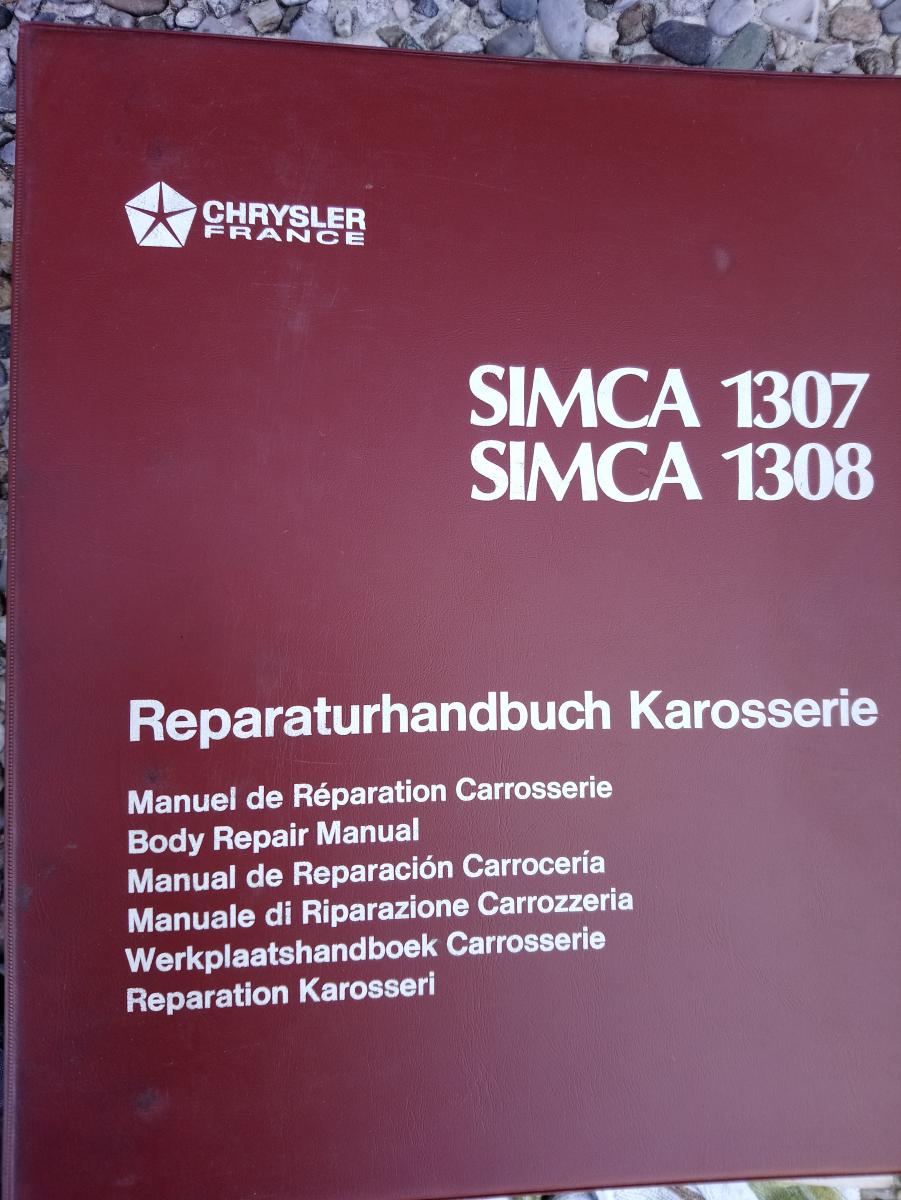 CHRYSLER
FRANCE
SIMCA 1307
SIMCA 1308
Reparaturhandbuch Karosserie
Manuel de Réparation Carrosserie
Body Repair Manual
Manual de Reparación Carrocería
Manuale di Riparazione Carrozzeria
Werkplaatshandboek Carrosserie
Reparation Karosseri